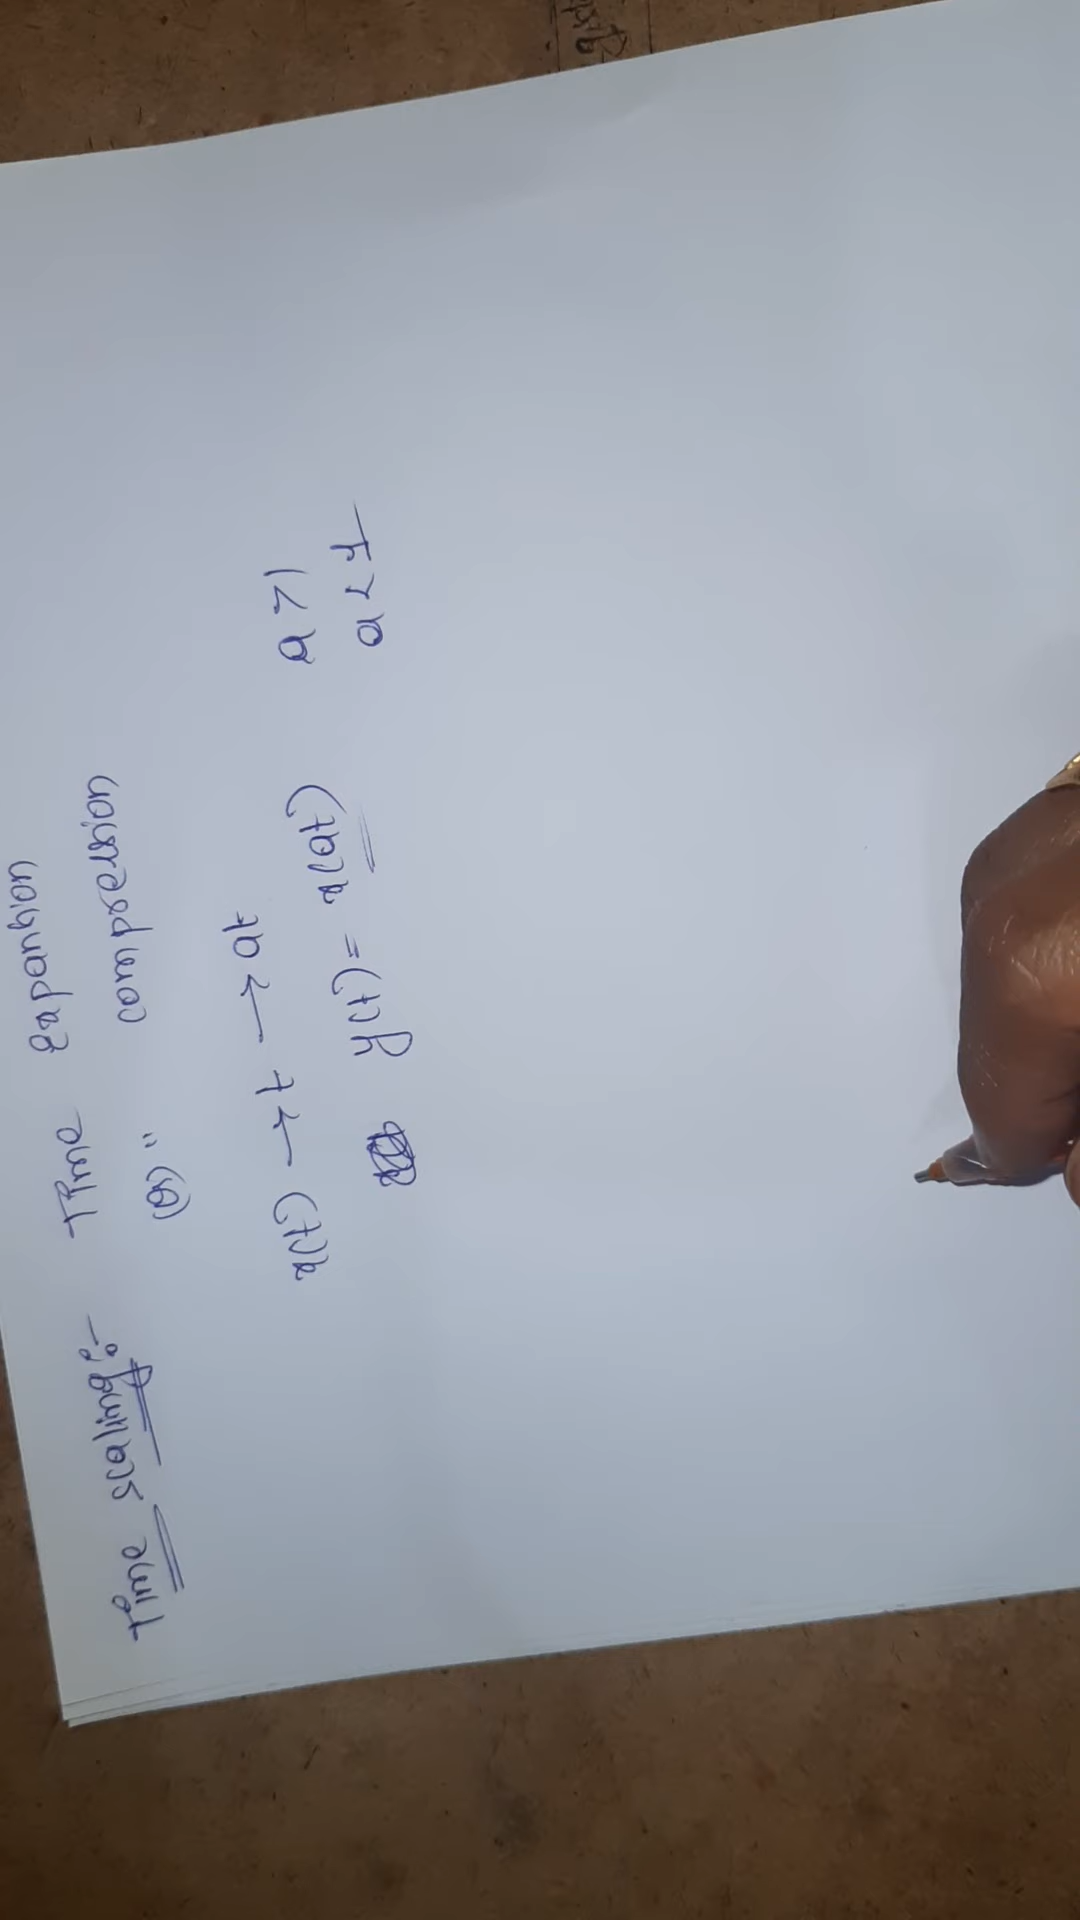 Time scaling:- Time expansion
(or) " compression
x(t) → t → at
y(t) = x(at)
a > 1
a < 1